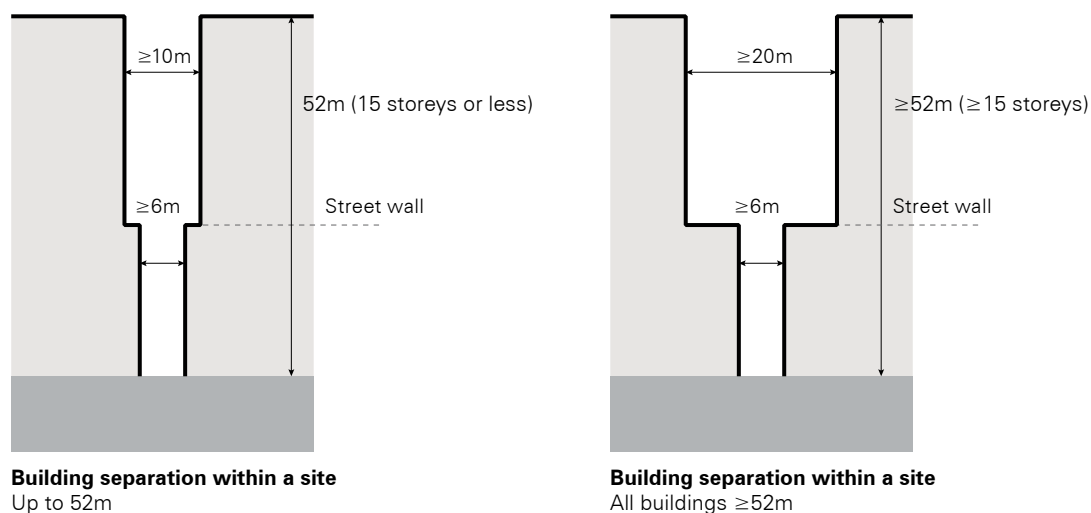 ≥10m
52m (15 storeys or less)
≥6m
Street wall
Building separation within a site
Up to 52m
≥20m
≥52m (≥15 storeys)
≥6m
Street wall
Building separation within a site
All buildings ≥52m